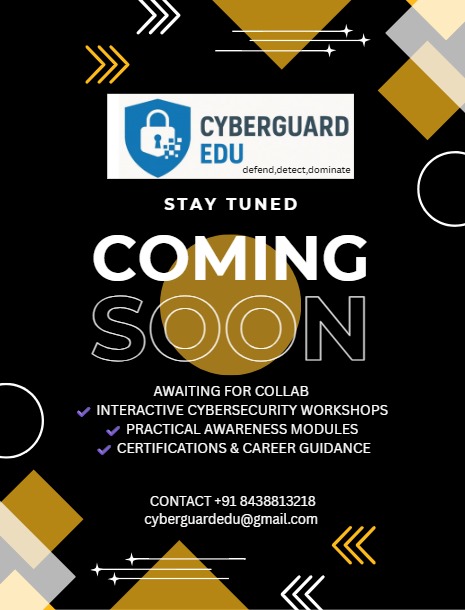 CYBERGUARD
EDU
defend,detect,dominate
STAY TUNED
COMING
SOON
AWAITING FOR COLLAB
INTERACTIVE CYBERSECURITY WORKSHOPS
PRACTICAL AWARENESS MODULES
CERTIFICATIONS & CAREER GUIDANCE
CONTACT +91 8438813218
cyberguardedu@gmail.com